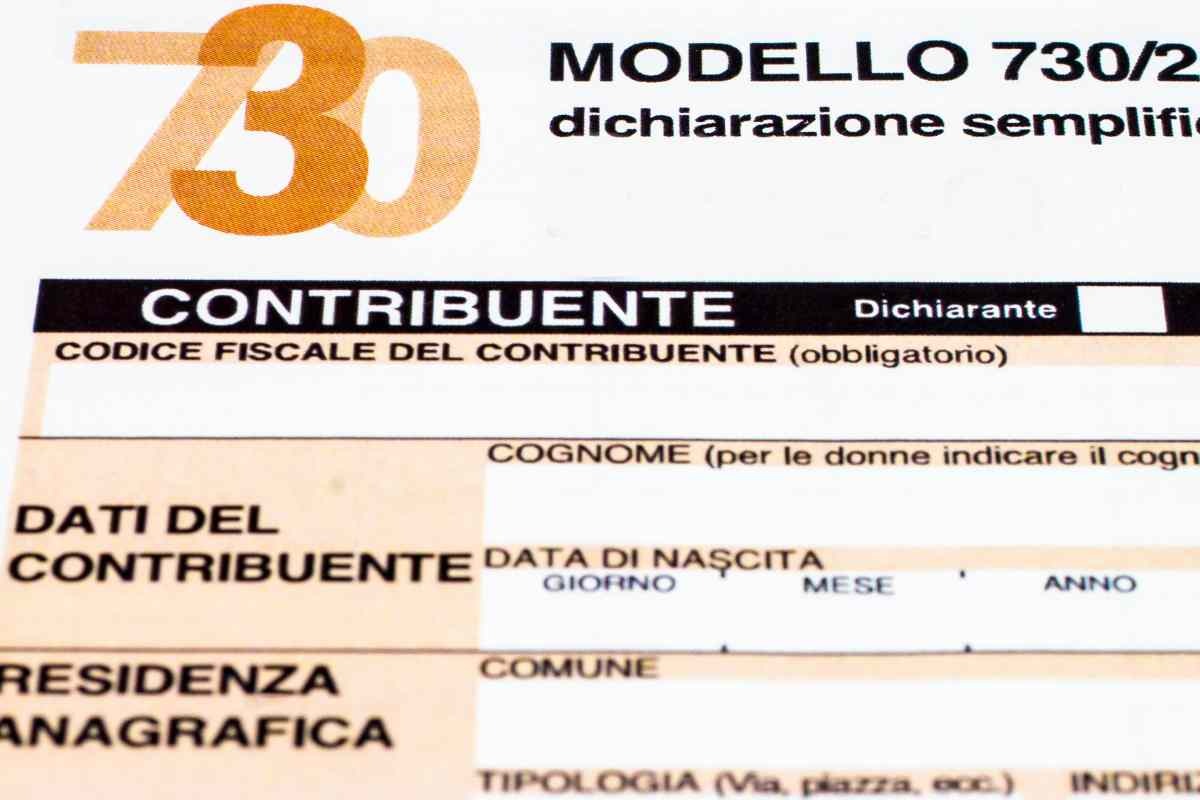 730
MODELLO 730/2
dichiarazione semplific
CONTRIBUENTE Dichiarante
CODICE FISCALE DEL CONTRIBUENTE (obbligatorio)
COGNOME (per le donne indicare il cogn
DATI DEL
CONTRIBUENTE
DATA DI NASCITA
GIORNO MESE ANNO
RESIDENZA
ANAGRAFICA
COMUNE
TIPOLOGIA (Via, piazza, ecc.) INDIRIZ